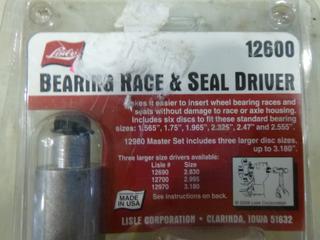 Lisle
12600
BEARING RACE & SEAL DRIVER
Makes it easier to insert wheel bearing races and
seals without damage to race or axle housing.
Includes six discs to fit these standard bearing
sizes: 1.565", 1.75", 1.965", 2.325", 2.47" and 2.555".
12980 Master Set includes three larger disc sizes,
up to 3.180".
Three larger size drivers available:
Lisle # Size
12690 2.830
12700 2.995
12970 3.180
See instructions on back.
MADE IN
USA
LISLE CORPORATION • CLARINDA, IOWA 51632